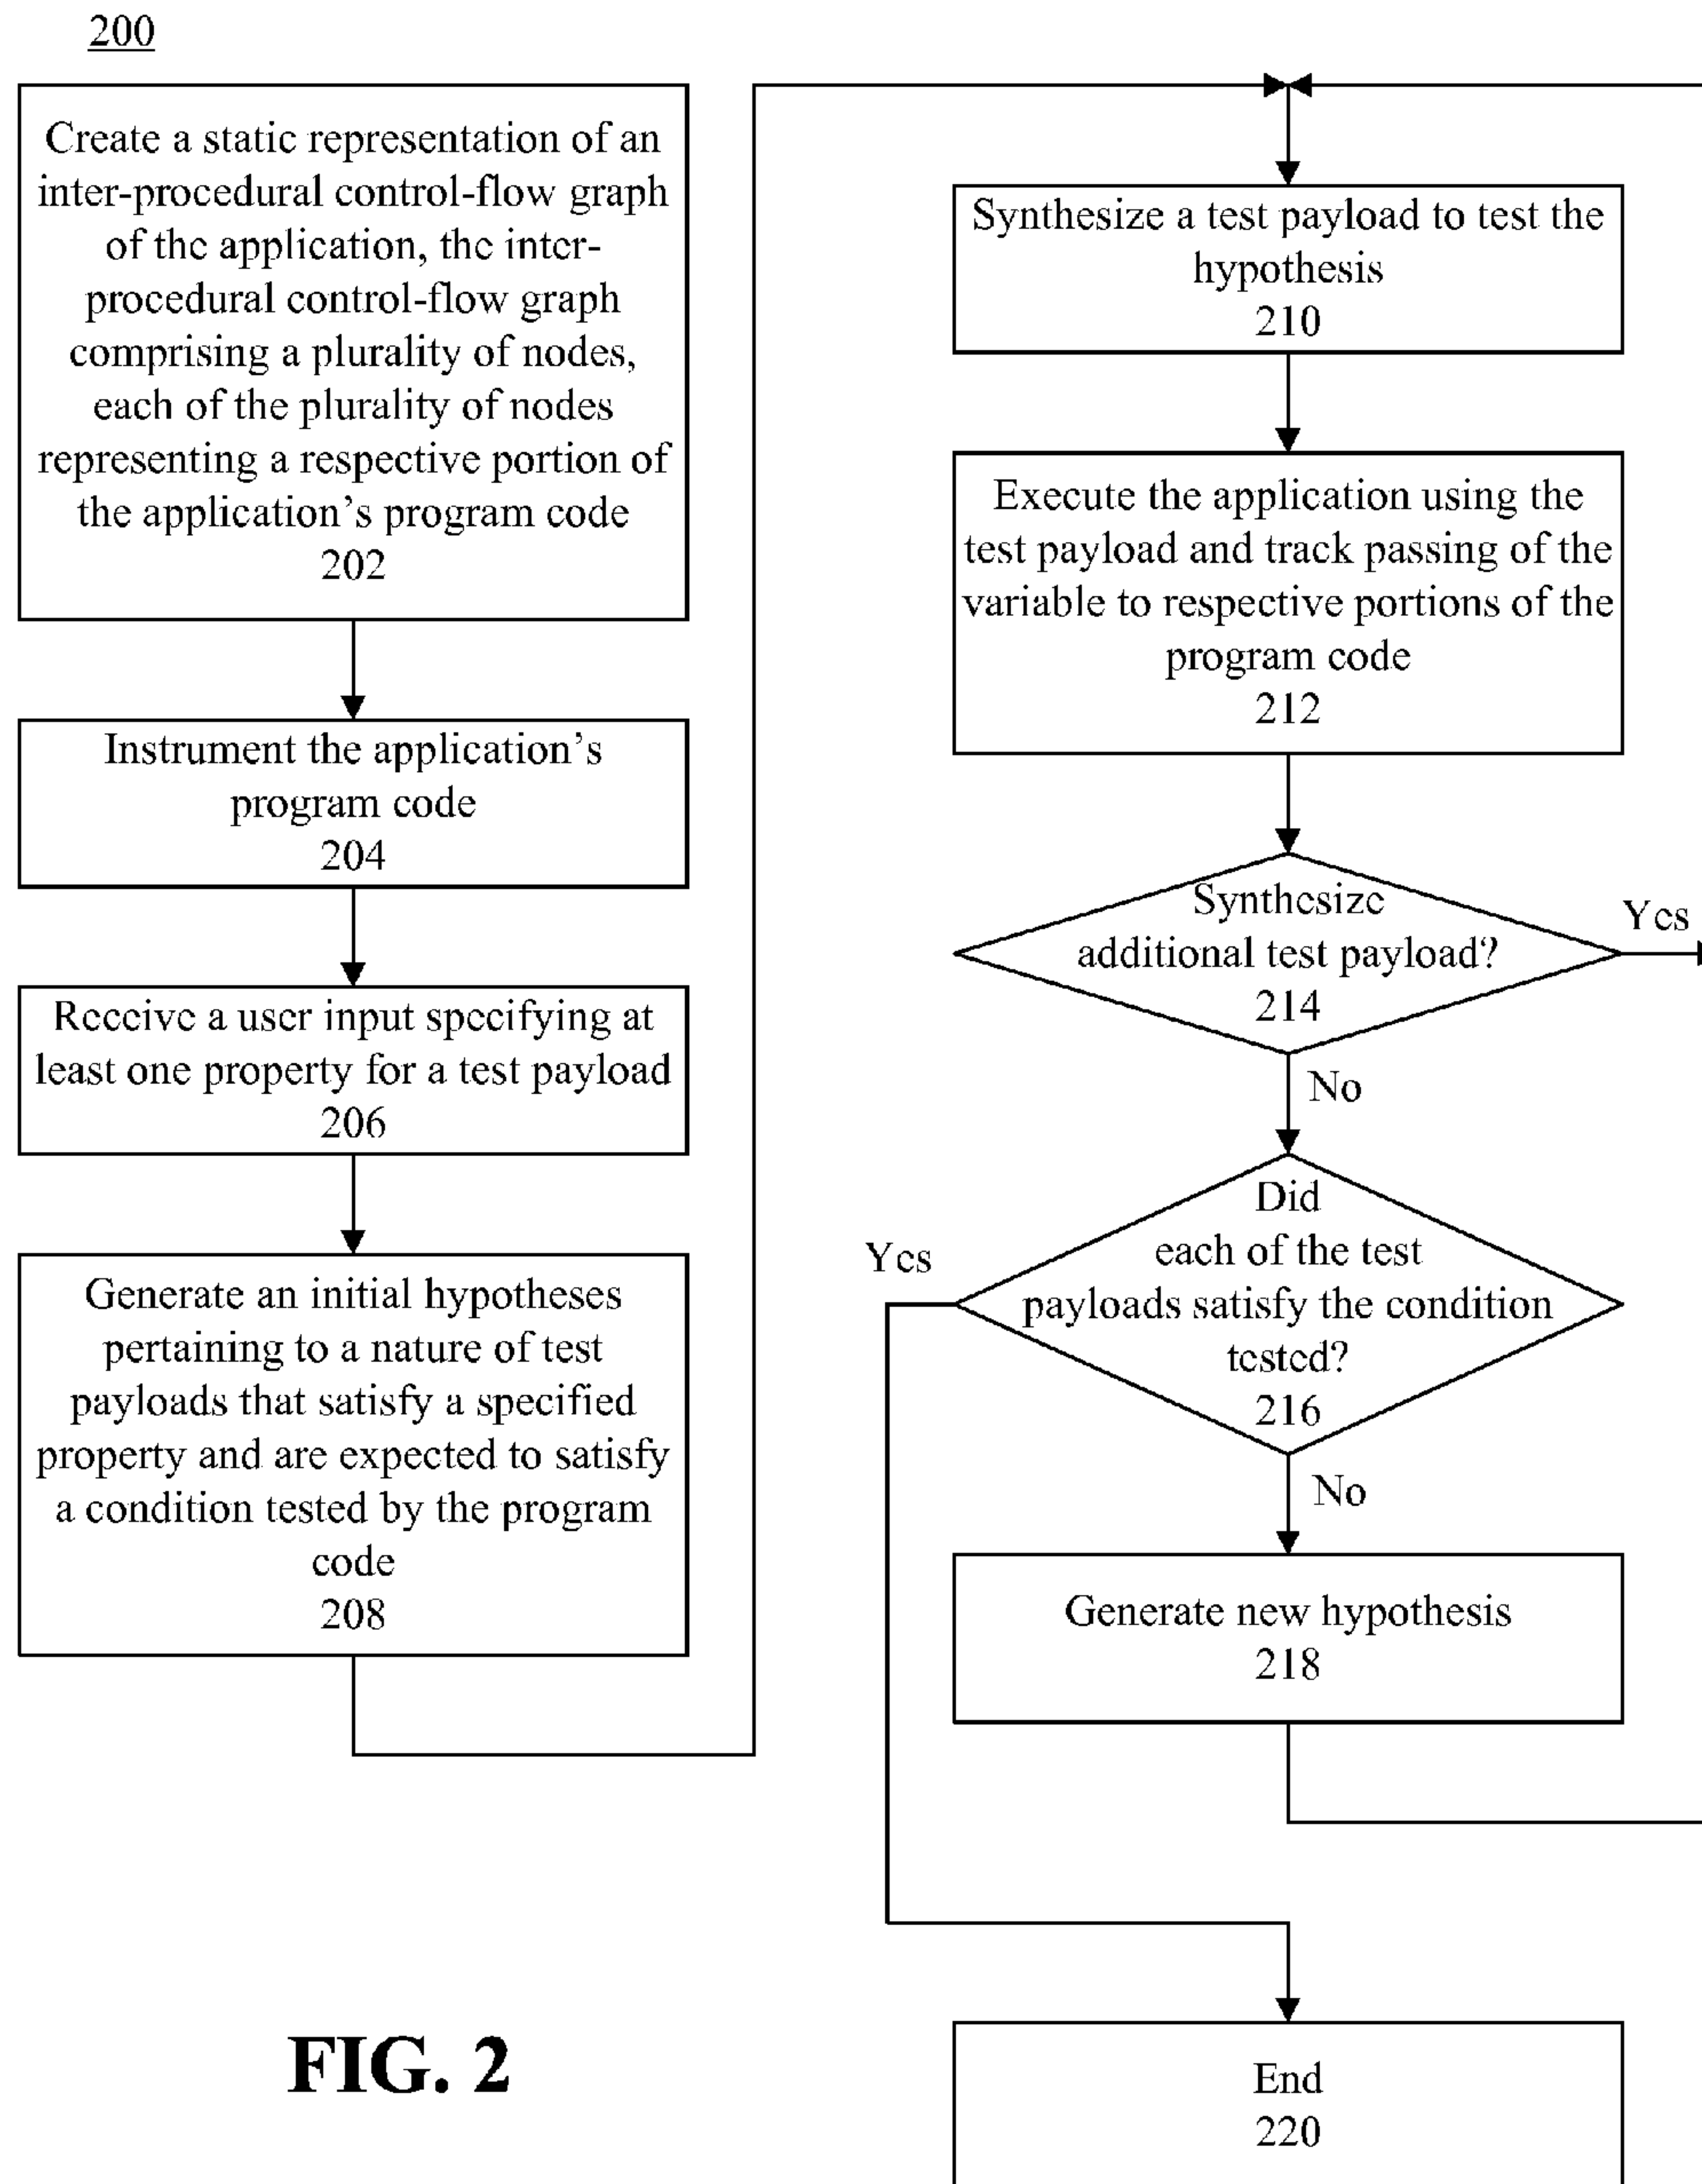 200
Create a static representation of an
inter-procedural control-flow graph
of the application, the inter-
procedural control-flow graph
comprising a plurality of nodes,
each of the plurality of nodes
representing a respective portion of
the application's program code
202
Instrument the application's
program code
204
Receive a user input specifying at
least one property for a test payload
206
Generate an initial hypotheses
pertaining to a nature of test
payloads that satisfy a specified
property and are expected to satisfy
a condition tested by the program
code
208
Synthesize a test payload to test the
hypothesis
210
Execute the application using the
test payload and track passing of the
variable to respective portions of the
program code
212
Synthesize
additional test payload?
214
Yes
No
Did
each of the test
payloads satisfy the condition
tested?
216
Yes
No
Generate new hypothesis
218
End
220
FIG. 2